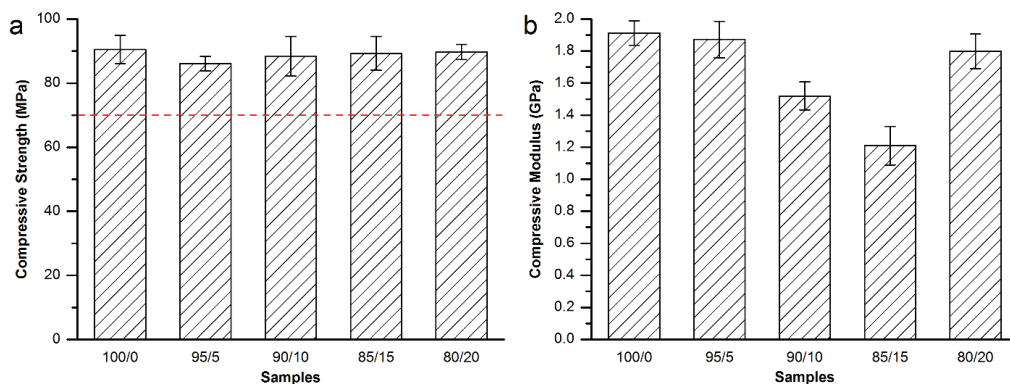 a
Compressive Strength (MPa)
100
80
60
40
20
0
100/0 95/5 90/10 85/15 80/20
Samples
b
Compressive Modulus (GPa)
2.0
1.8
1.6
1.4
1.2
1.0
0.8
0.6
0.4
0.2
0.0
100/0 95/5 90/10 85/15 80/20
Samples